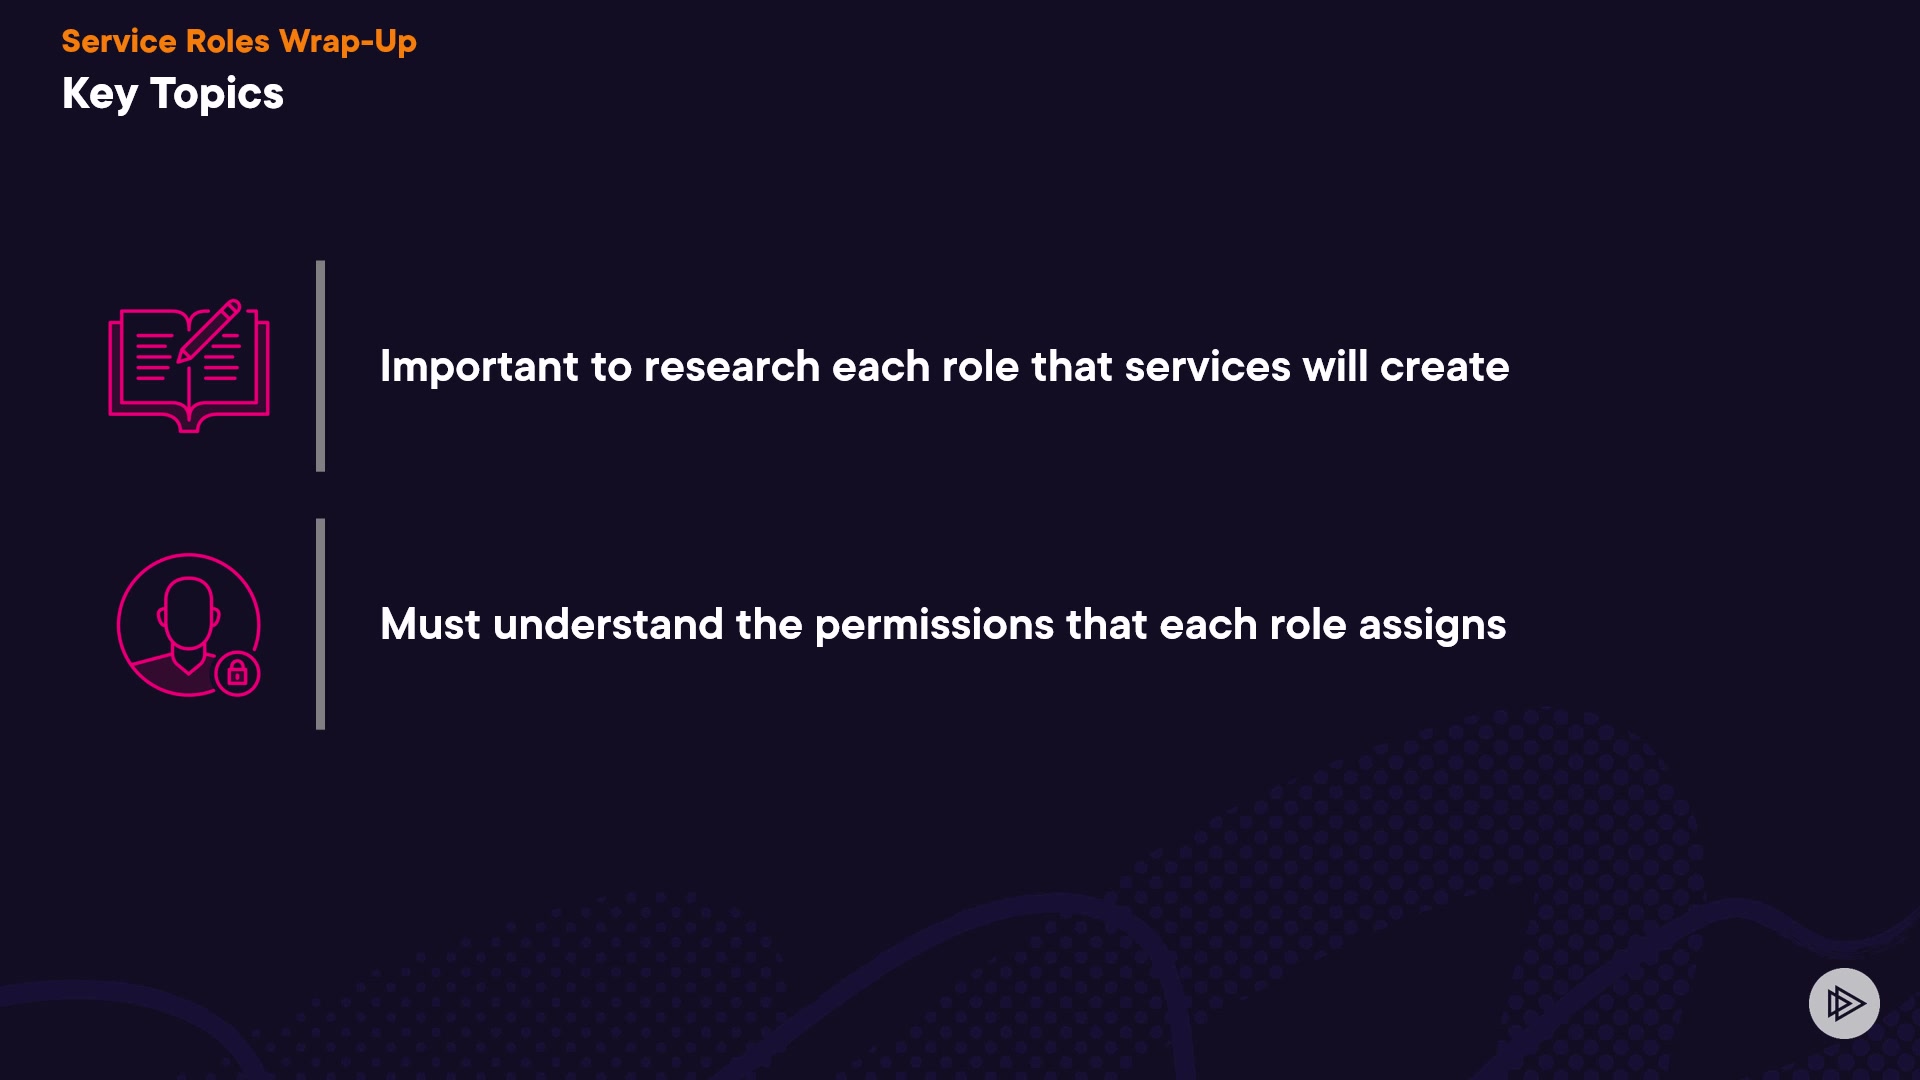 Service Roles Wrap-Up
Key Topics
Important to research each role that services will create
Must understand the permissions that each role assigns